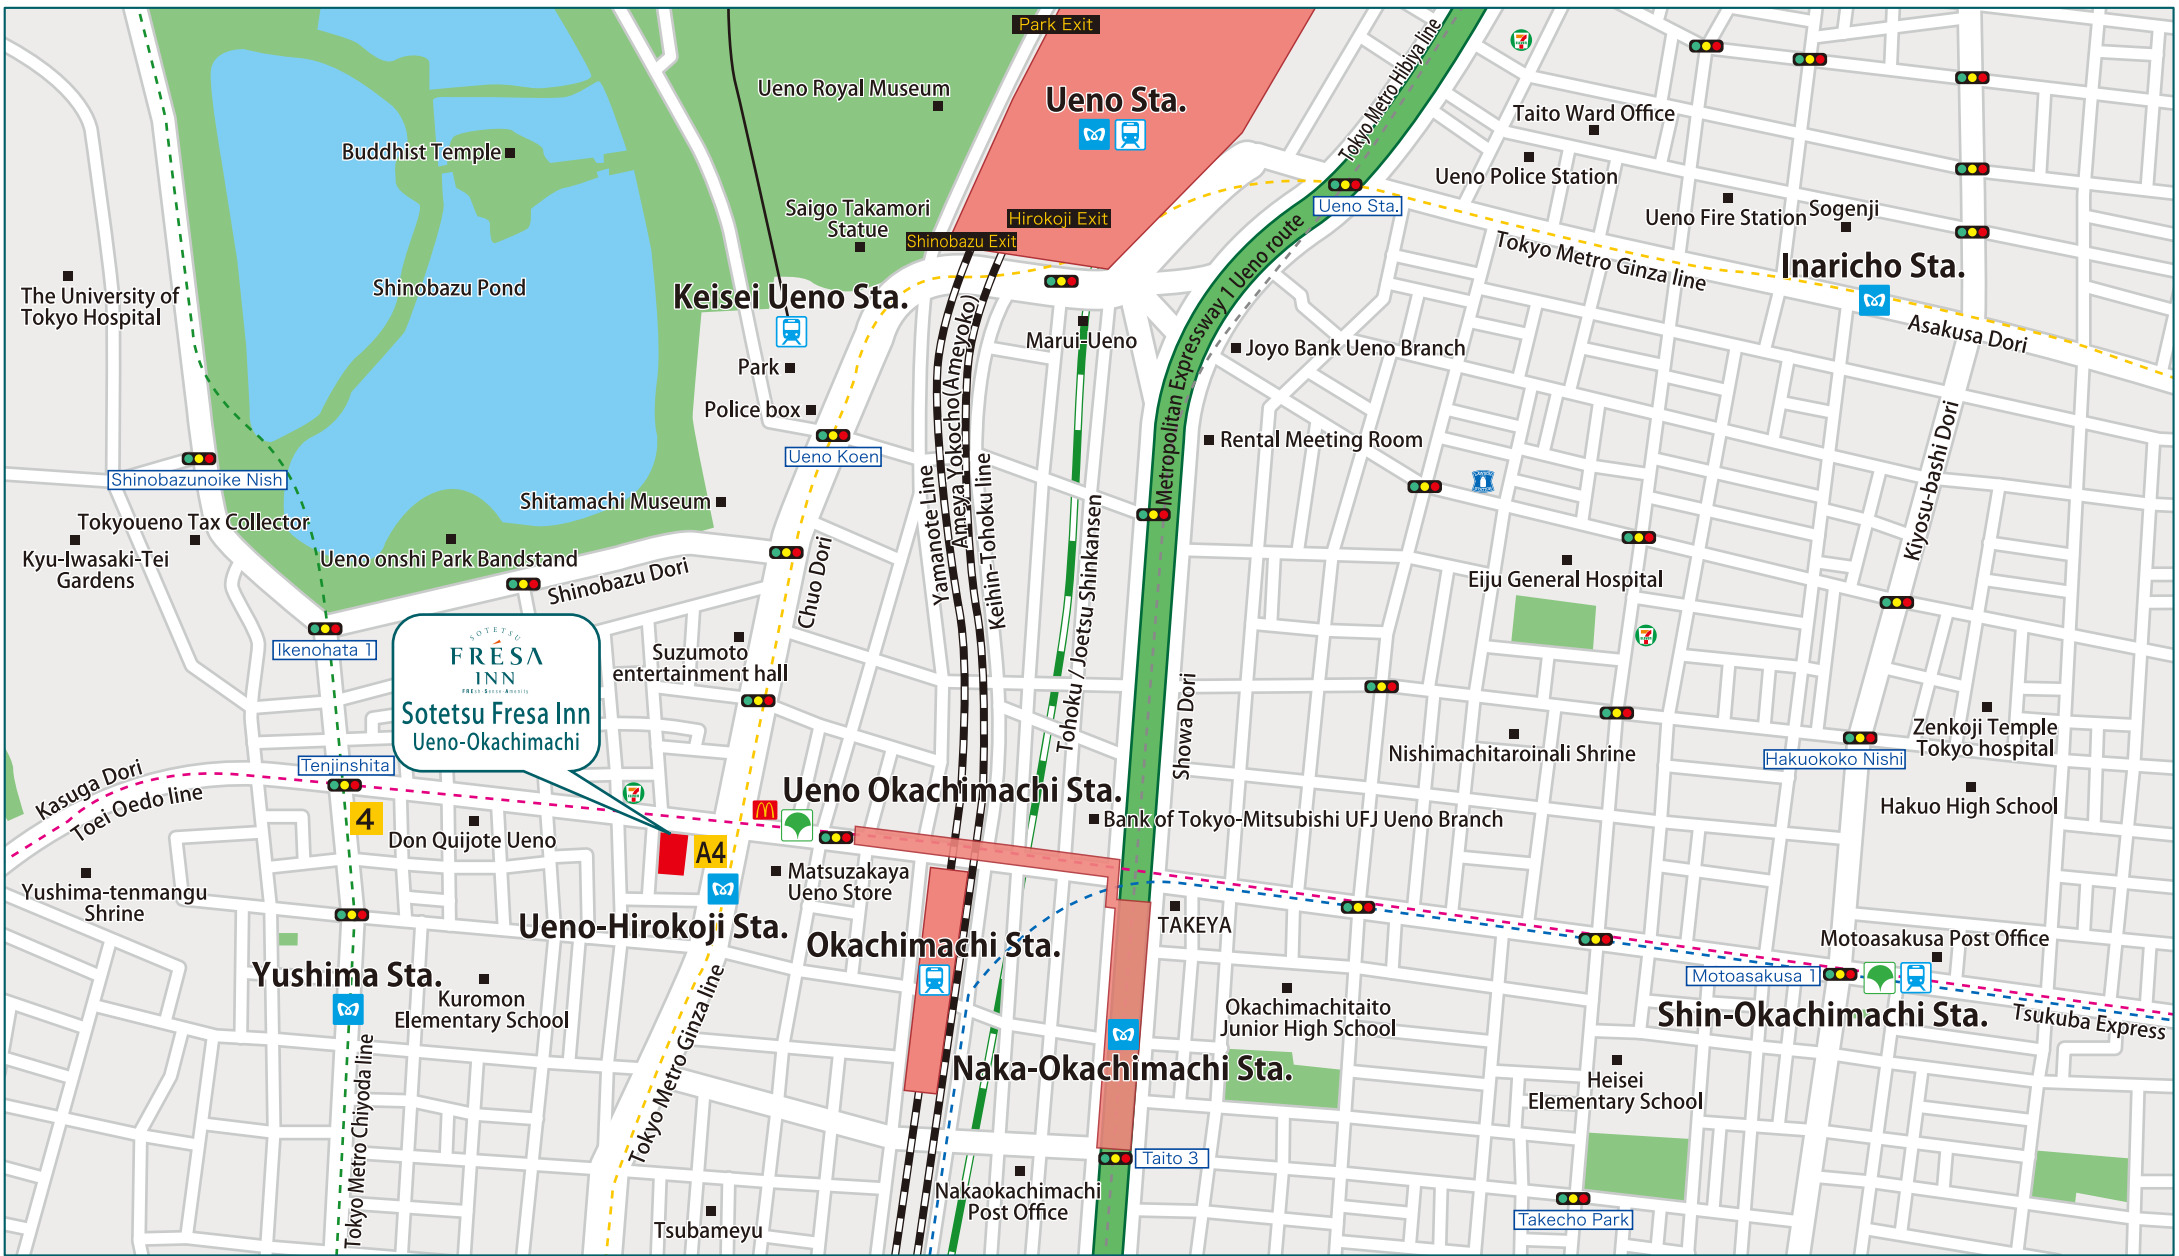 Park Exit
Ueno Royal Museum
Ueno Sta.
Tokyo Metro Hibiya line
Taito Ward Office
Buddhist Temple
Ueno Police Station
Saigo Takamori
Statue
Hirokoji Exit
Shinobazu Exit
Ueno Sta.
Ueno Fire Station
Sogenji
Tokyo Metro Ginza line
Inaricho Sta.
Asakusa Dori
The University of
Tokyo Hospital
Shinobazu Pond
Keisei Ueno Sta.
Marui-Ueno
Joyo Bank Ueno Branch
Metropolitan Expressway 1 Ueno route
Park
Police box
Ueno Koen
Rental Meeting Room
Kiyosu-bashi Dori
Shinobazunoike Nish
Shitamachi Museum
Yamanote Line
Ameya Yokocho(Ameyoko)
Keihin-Tohoku line
Tohoku / Joetsu Shinkansen
Tokyoueno Tax Collector
Kyu-Iwasaki-Tei
Gardens
Ueno onshi Park Bandstand
Shinobazu Dori
Chuo Dori
Eiju General Hospital
Ikenohata 1
SOTETSU
FRÉSA
INN
FREsh-Sense-Amenity
Sotetsu Fresa Inn
Ueno-Okachimachi
Suzumoto
entertainment hall
Showa Dori
Nishimachitaroinali Shrine
Zenkoji Temple
Tokyo hospital
Hakuokoko Nishi
Tenjinshita
Kasuga Dori
Toei Oedo line
Ueno Okachimachi Sta.
Hakuo High School
4
Don Quijote Ueno
A4
Bank of Tokyo-Mitsubishi UFJ Ueno Branch
Matsuzakaya
Ueno Store
Yushima-tenmangu
Shrine
Ueno-Hirokoji Sta.
Okachimachi Sta.
TAKEYA
Motoasakusa Post Office
Motoasakusa 1
Yushima Sta.
Kuromon
Elementary School
Okachimachitaito
Junior High School
Shin-Okachimachi Sta.
Tsukuba Express
Naka-Okachimachi Sta.
Tokyo Metro Ginza line
Heisei
Elementary School
Tokyo Metro Chiyoda line
Taito 3
Nakaokachimachi
Post Office
Tsubameyu
Takecho Park